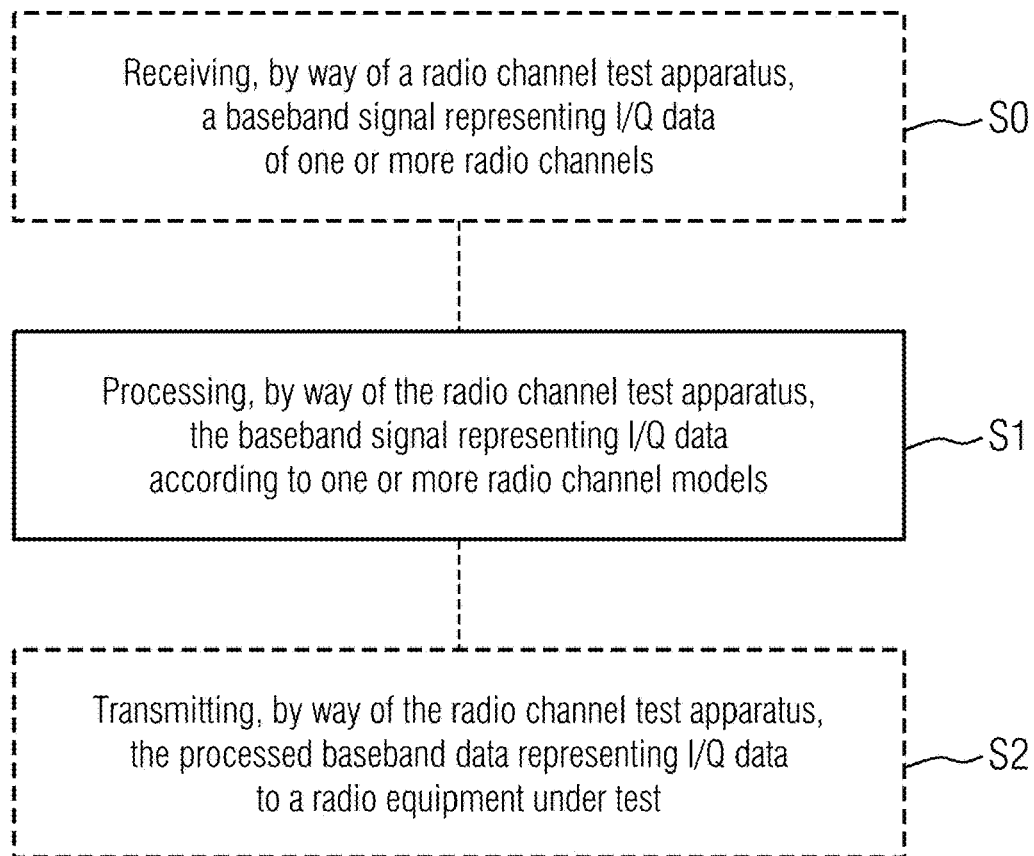 Receiving, by way of a radio channel test apparatus,
a baseband signal representing I/Q data
of one or more radio channels
S0
Processing, by way of the radio channel test apparatus,
the baseband signal representing I/Q data
according to one or more radio channel models
S1
Transmitting, by way of the radio channel test apparatus,
the processed baseband data representing I/Q data
to a radio equipment under test
S2